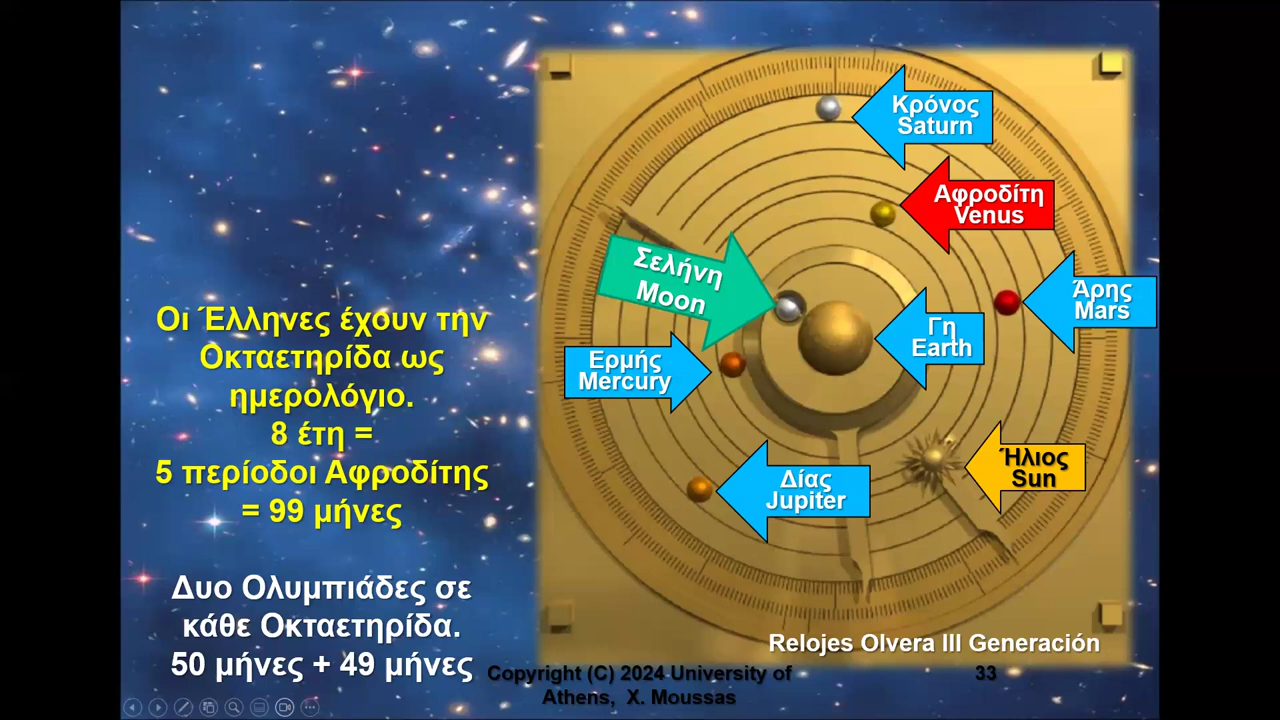 Οι Έλληνες έχουν την
Οκταετηρίδα ως
ημερολόγιο.
8 έτη =
5 περίοδοι Αφροδίτης
= 99 μήνες
Δυο Ολυμπιάδες σε
κάθε Οκταετηρίδα.
50 μήνες + 49 μήνες
Κρόνος
Saturn
Αφροδίτη
Venus
Σελήνη
Moon
Άρης
Mars
Γη
Earth
Ερμής
Mercury
Ήλιος
Sun
Δίας
Jupiter
Relojes Olvera III Generación
Copyright (C) 2024 University of
Athens, X. Moussas
33